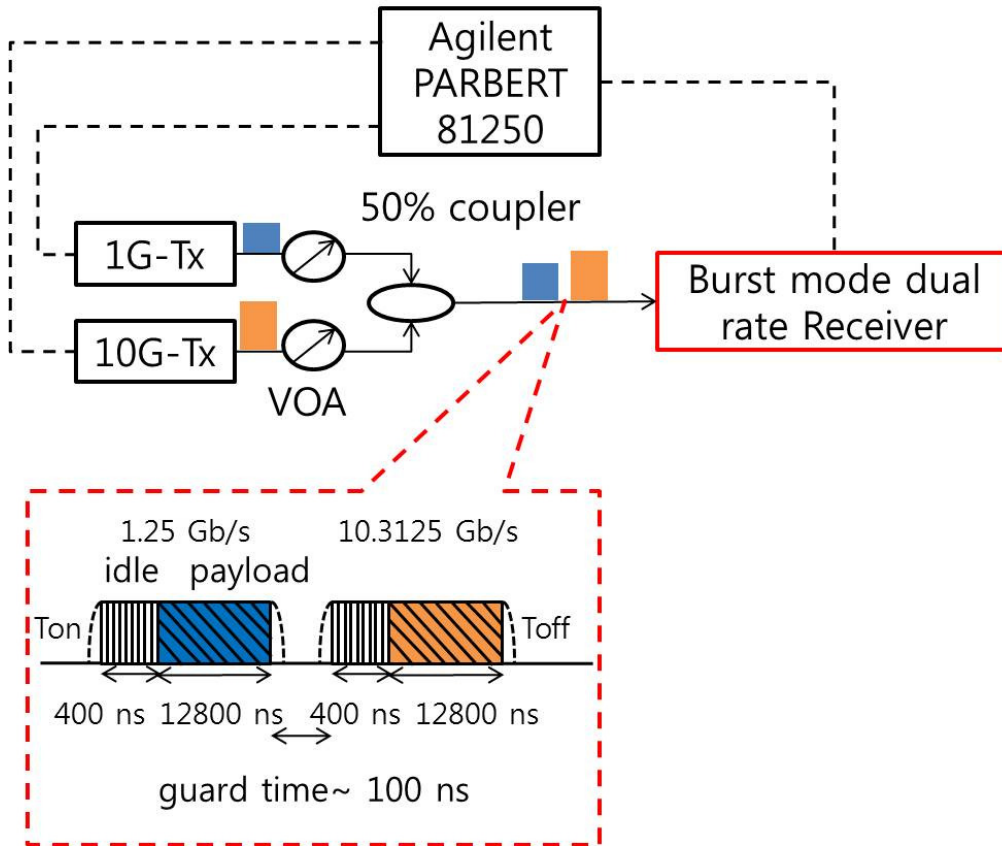 Agilent
PARBERT
81250
50% coupler
1G-Tx
10G-Tx
VOA
Burst mode dual
rate Receiver
1.25 Gb/s 10.3125 Gb/s
idle payload
Ton Toff
400 ns 12800 ns 400 ns 12800 ns
guard time~ 100 ns